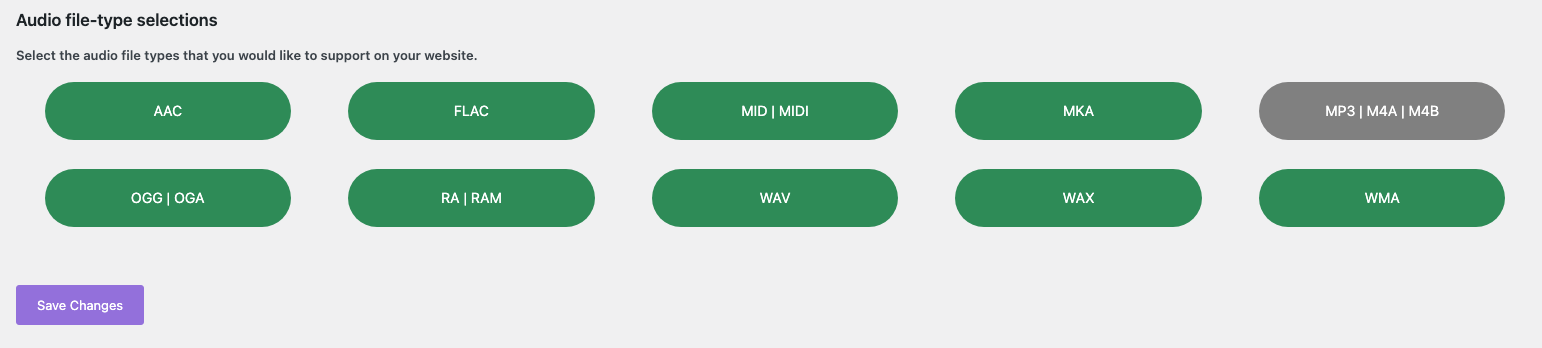 Audio file-type selections
Select the audio file types that you would like to support on your website.
AAC
FLAC
MID | MIDI
MKA
MP3 | M4A | M4B
OGG | OGA
RA | RAM
WAV
WAX
WMA
Save Changes